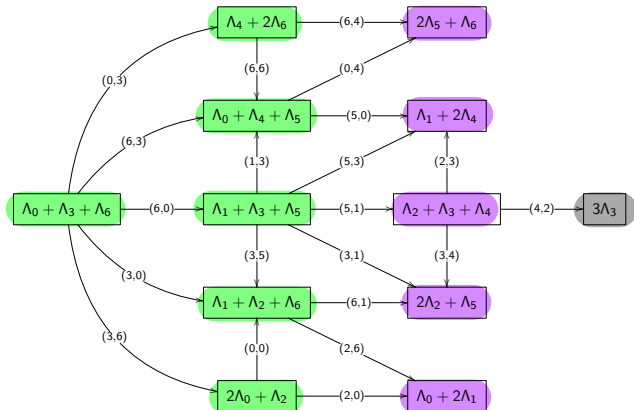 Λ₄ + 2Λ₆ (6,4) 2Λ₅ + Λ₆
(0,3) (6,6) (0,4)
(6,3) Λ₀ + Λ₄ + Λ₅ (5,0) Λ₁ + 2Λ₄
(1,3) (5,3) (2,3)
Λ₀ + Λ₃ + Λ₆ (6,0) Λ₁ + Λ₃ + Λ₅ (5,1) Λ₂ + Λ₃ + Λ₄ (4,2) 3Λ₃
(3,0) (3,5) (3,1) (3,4)
Λ₁ + Λ₂ + Λ₆ (6,1) 2Λ₂ + Λ₅
(3,6) (0,0) (2,6)
2Λ₀ + Λ₂ (2,0) Λ₀ + 2Λ₁